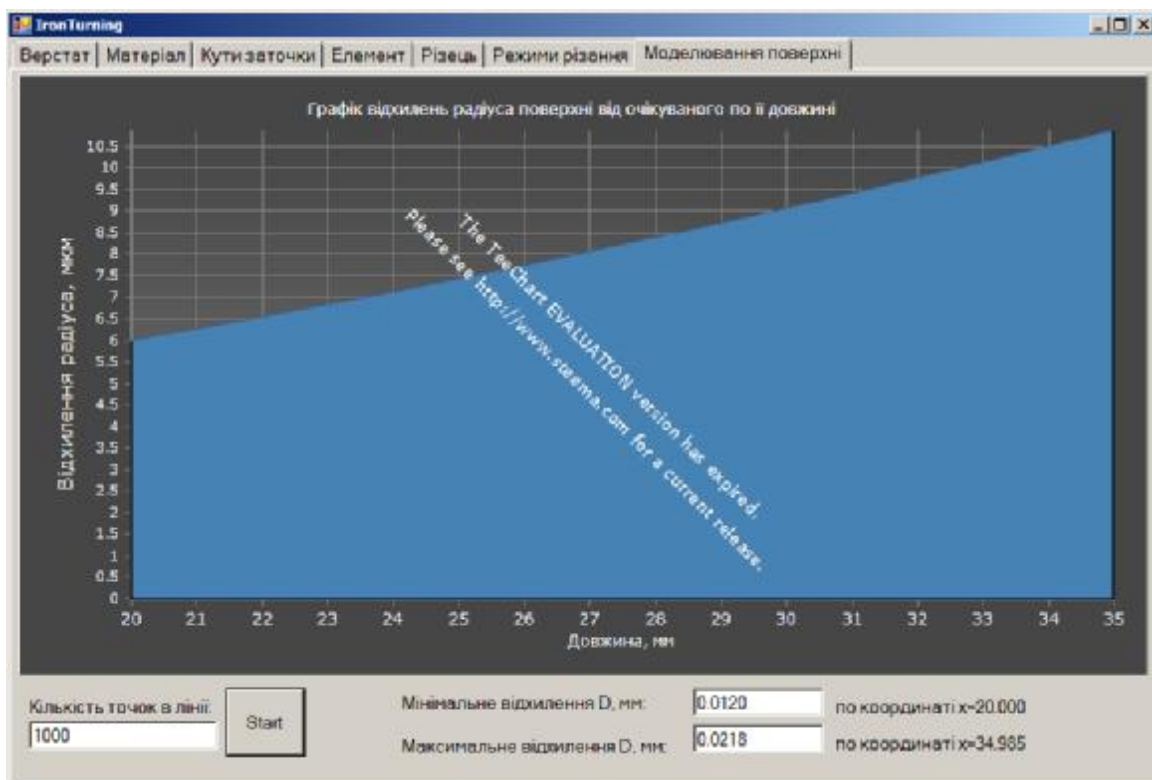 IronTurning
Верстат Матеріал Кути заточки Елемент Різець Режими різання Моделювання поверхні
Графік відхилень радіуса поверхні від очікуваного по її довжині
Відхилення радіуса, мкм
10.5
10
9.5
9
8.5
8
7.5
7
6.5
6
5.5
5
4.5
4
3.5
3
2.5
2
1.5
1
0.5
0
The TeeChart EVALUATION version has expired.
Please see http://www.steema.com for a current release.
20 21 22 23 24 25 26 27 28 29 30 31 32 33 34 35
Довжина, мм
Кількість точок в лінії:
1000
Start
Мінімальне відхилення D, мм: 0.0120 по координаті x=20.000
Максимальне відхилення D, мм: 0.0218 по координаті x=34.985